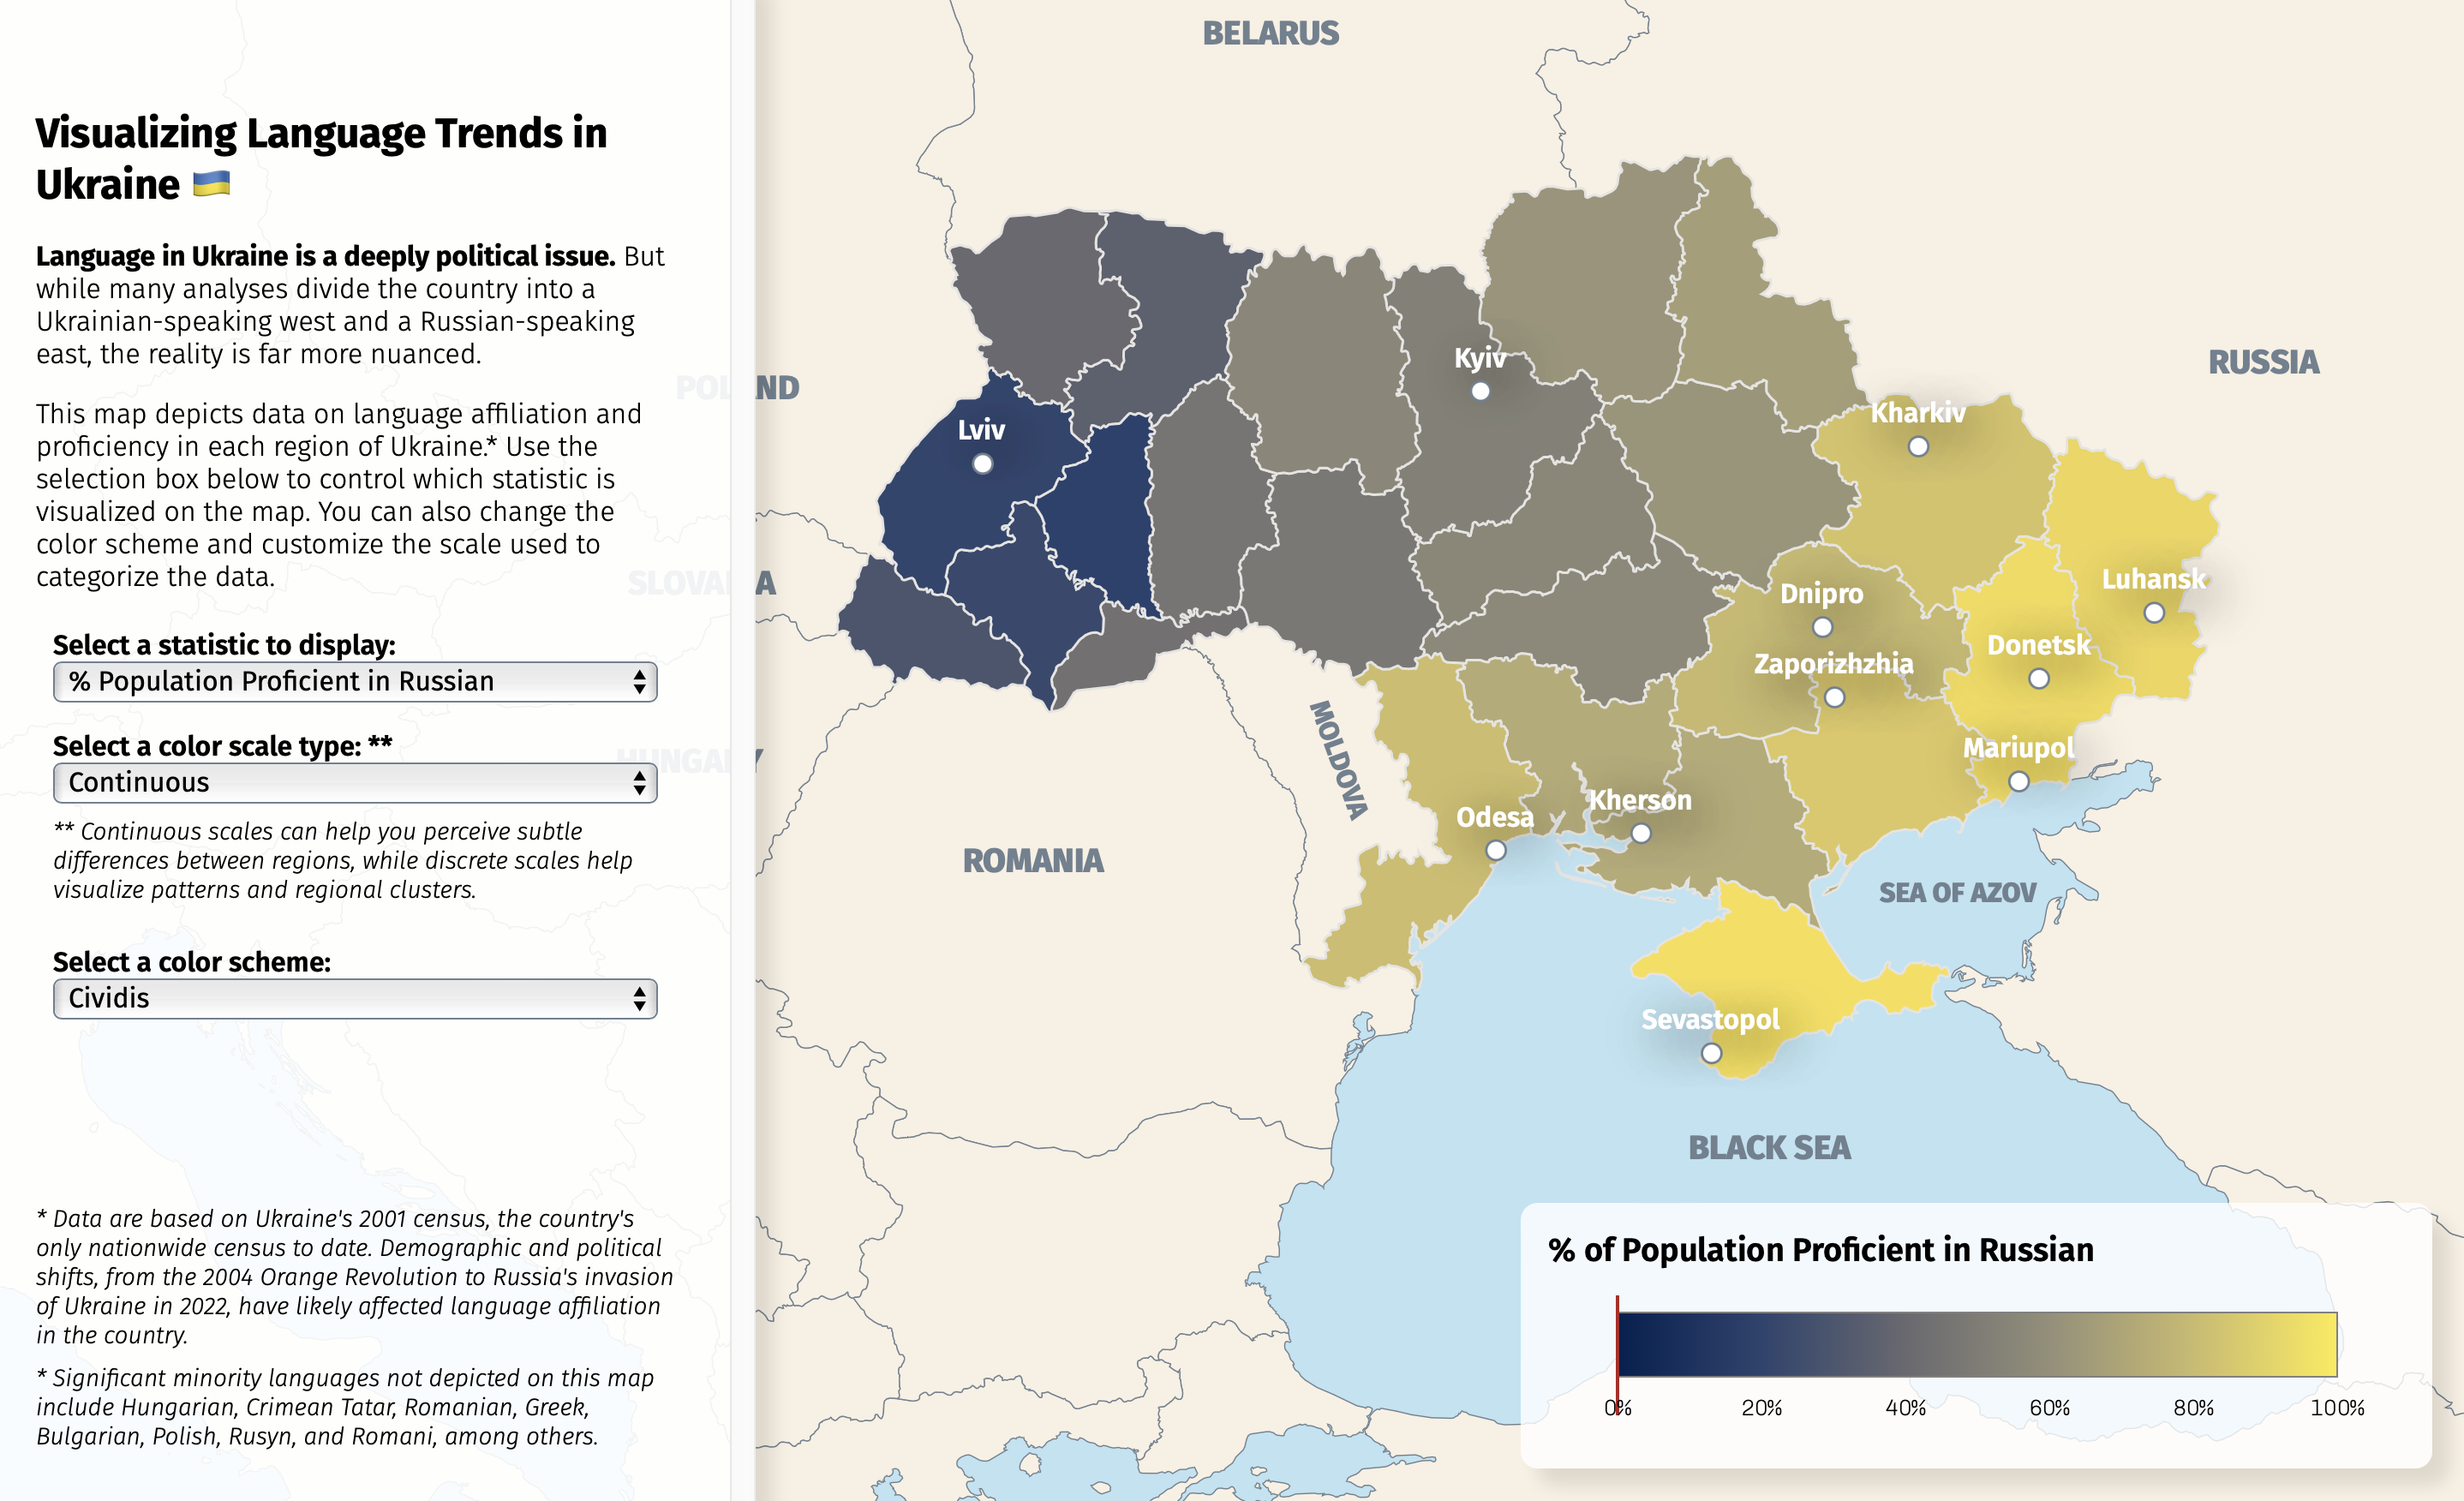 Visualizing Language Trends in
Ukraine 🇺🇦
Language in Ukraine is a deeply political issue. But
while many analyses divide the country into a
Ukrainian-speaking west and a Russian-speaking
east, the reality is far more nuanced.
This map depicts data on language affiliation and
proficiency in each region of Ukraine.* Use the
selection box below to control which statistic is
visualized on the map. You can also change the
color scheme and customize the scale used to
categorize the data.
Select a statistic to display:
% Population Proficient in Russian
Select a color scale type: **
Continuous
** Continuous scales can help you perceive subtle
differences between regions, while discrete scales help
visualize patterns and regional clusters.
Select a color scheme:
Cividis
* Data are based on Ukraine's 2001 census, the country's
only nationwide census to date. Demographic and political
shifts, from the 2004 Orange Revolution to Russia's invasion
of Ukraine in 2022, have likely affected language affiliation
in the country.
* Significant minority languages not depicted on this map
include Hungarian, Crimean Tatar, Romanian, Greek,
Bulgarian, Polish, Rusyn, and Romani, among others.
BELARUS
RUSSIA
POLAND
SLOVAKIA
HUNGARY
Kyiv
Lviv
Kharkiv
Luhansk
Dnipro
Donetsk
Zaporizhzhia
Mariupol
MOLDOVA
Kherson
Odesa
ROMANIA
SEA OF AZOV
Sevastopol
BLACK SEA
% of Population Proficient in Russian
0% 20% 40% 60% 80% 100%